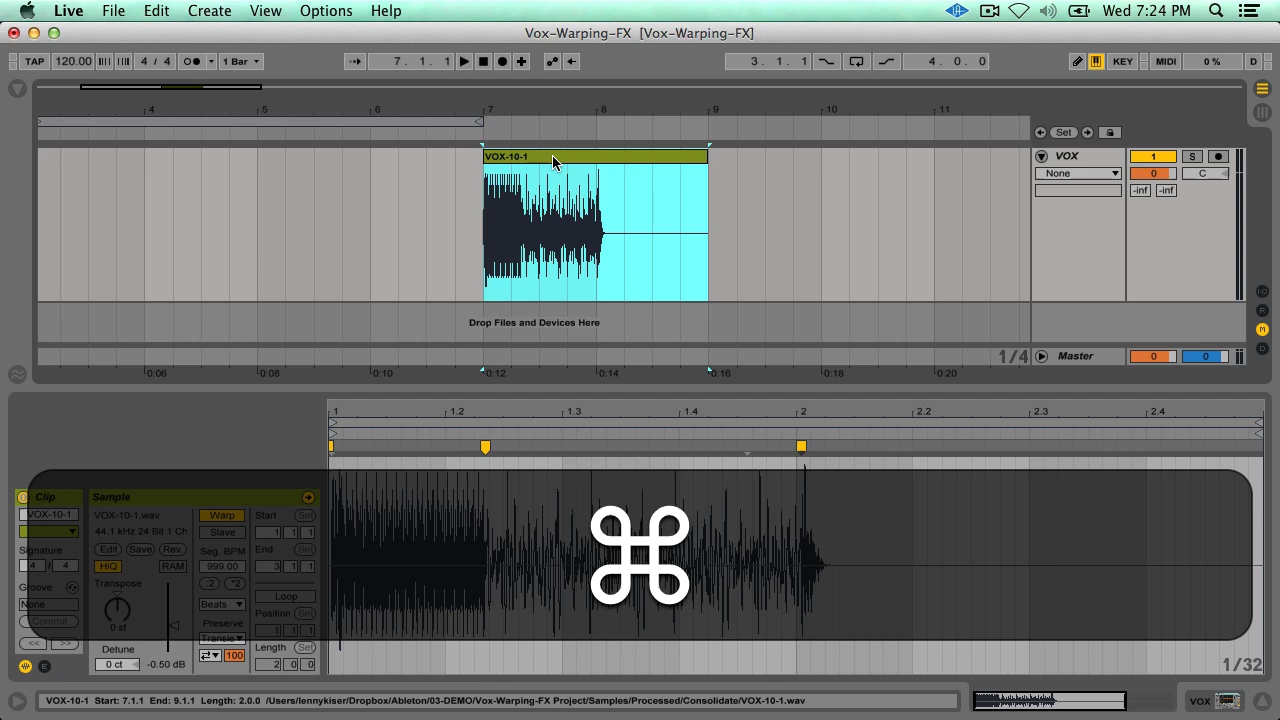 Live File Edit Create View Options Help Wed 7:24 PM
Vox-Warping-FX [Vox-Warping-FX]
TAP 120.00 4 / 4 1 Bar 7. 1. 1 3. 1. 1 4. 0. 0 KEY MIDI 0 % D
4 5 6 7 8 9 10 11
Set
VOX-10-1
VOX 1 S
None 0 C
-inf -inf
Drop Files and Devices Here
1/4 Master 0 0
0:06 0:08 0:10 0:12 0:14 0:16 0:18 0:20
I·O
R
M
D
1 1.2 1.3 1.4 2 2.2 2.3 2.4
Clip Sample
VOX-10-1 VOX-10-1.wav Warp Start Set
44.1 kHz 24 Bit 1 Ch Slave 1 1 1
Signature Edit Save Rev. Seg. BPM End Set
4 / 4 HiQ RAM 999.00 3 1 1
Groove Transpose :2 *2 Loop
None Beats Position Set
Commit 0 st Preserve 1 1 1
<< >> Detune Transie Length Set
E 0 ct -0.50 dB 100 2 0 0
1/32
VOX-10-1 Start: 7.1.1 End: 9.1.1 Length: 2.0.0 /Users/lennykiser/Dropbox/Ableton/03-DEMO/Vox-Warping-FX Project/Samples/Processed/Consolidate/VOX-10-1.wav VOX